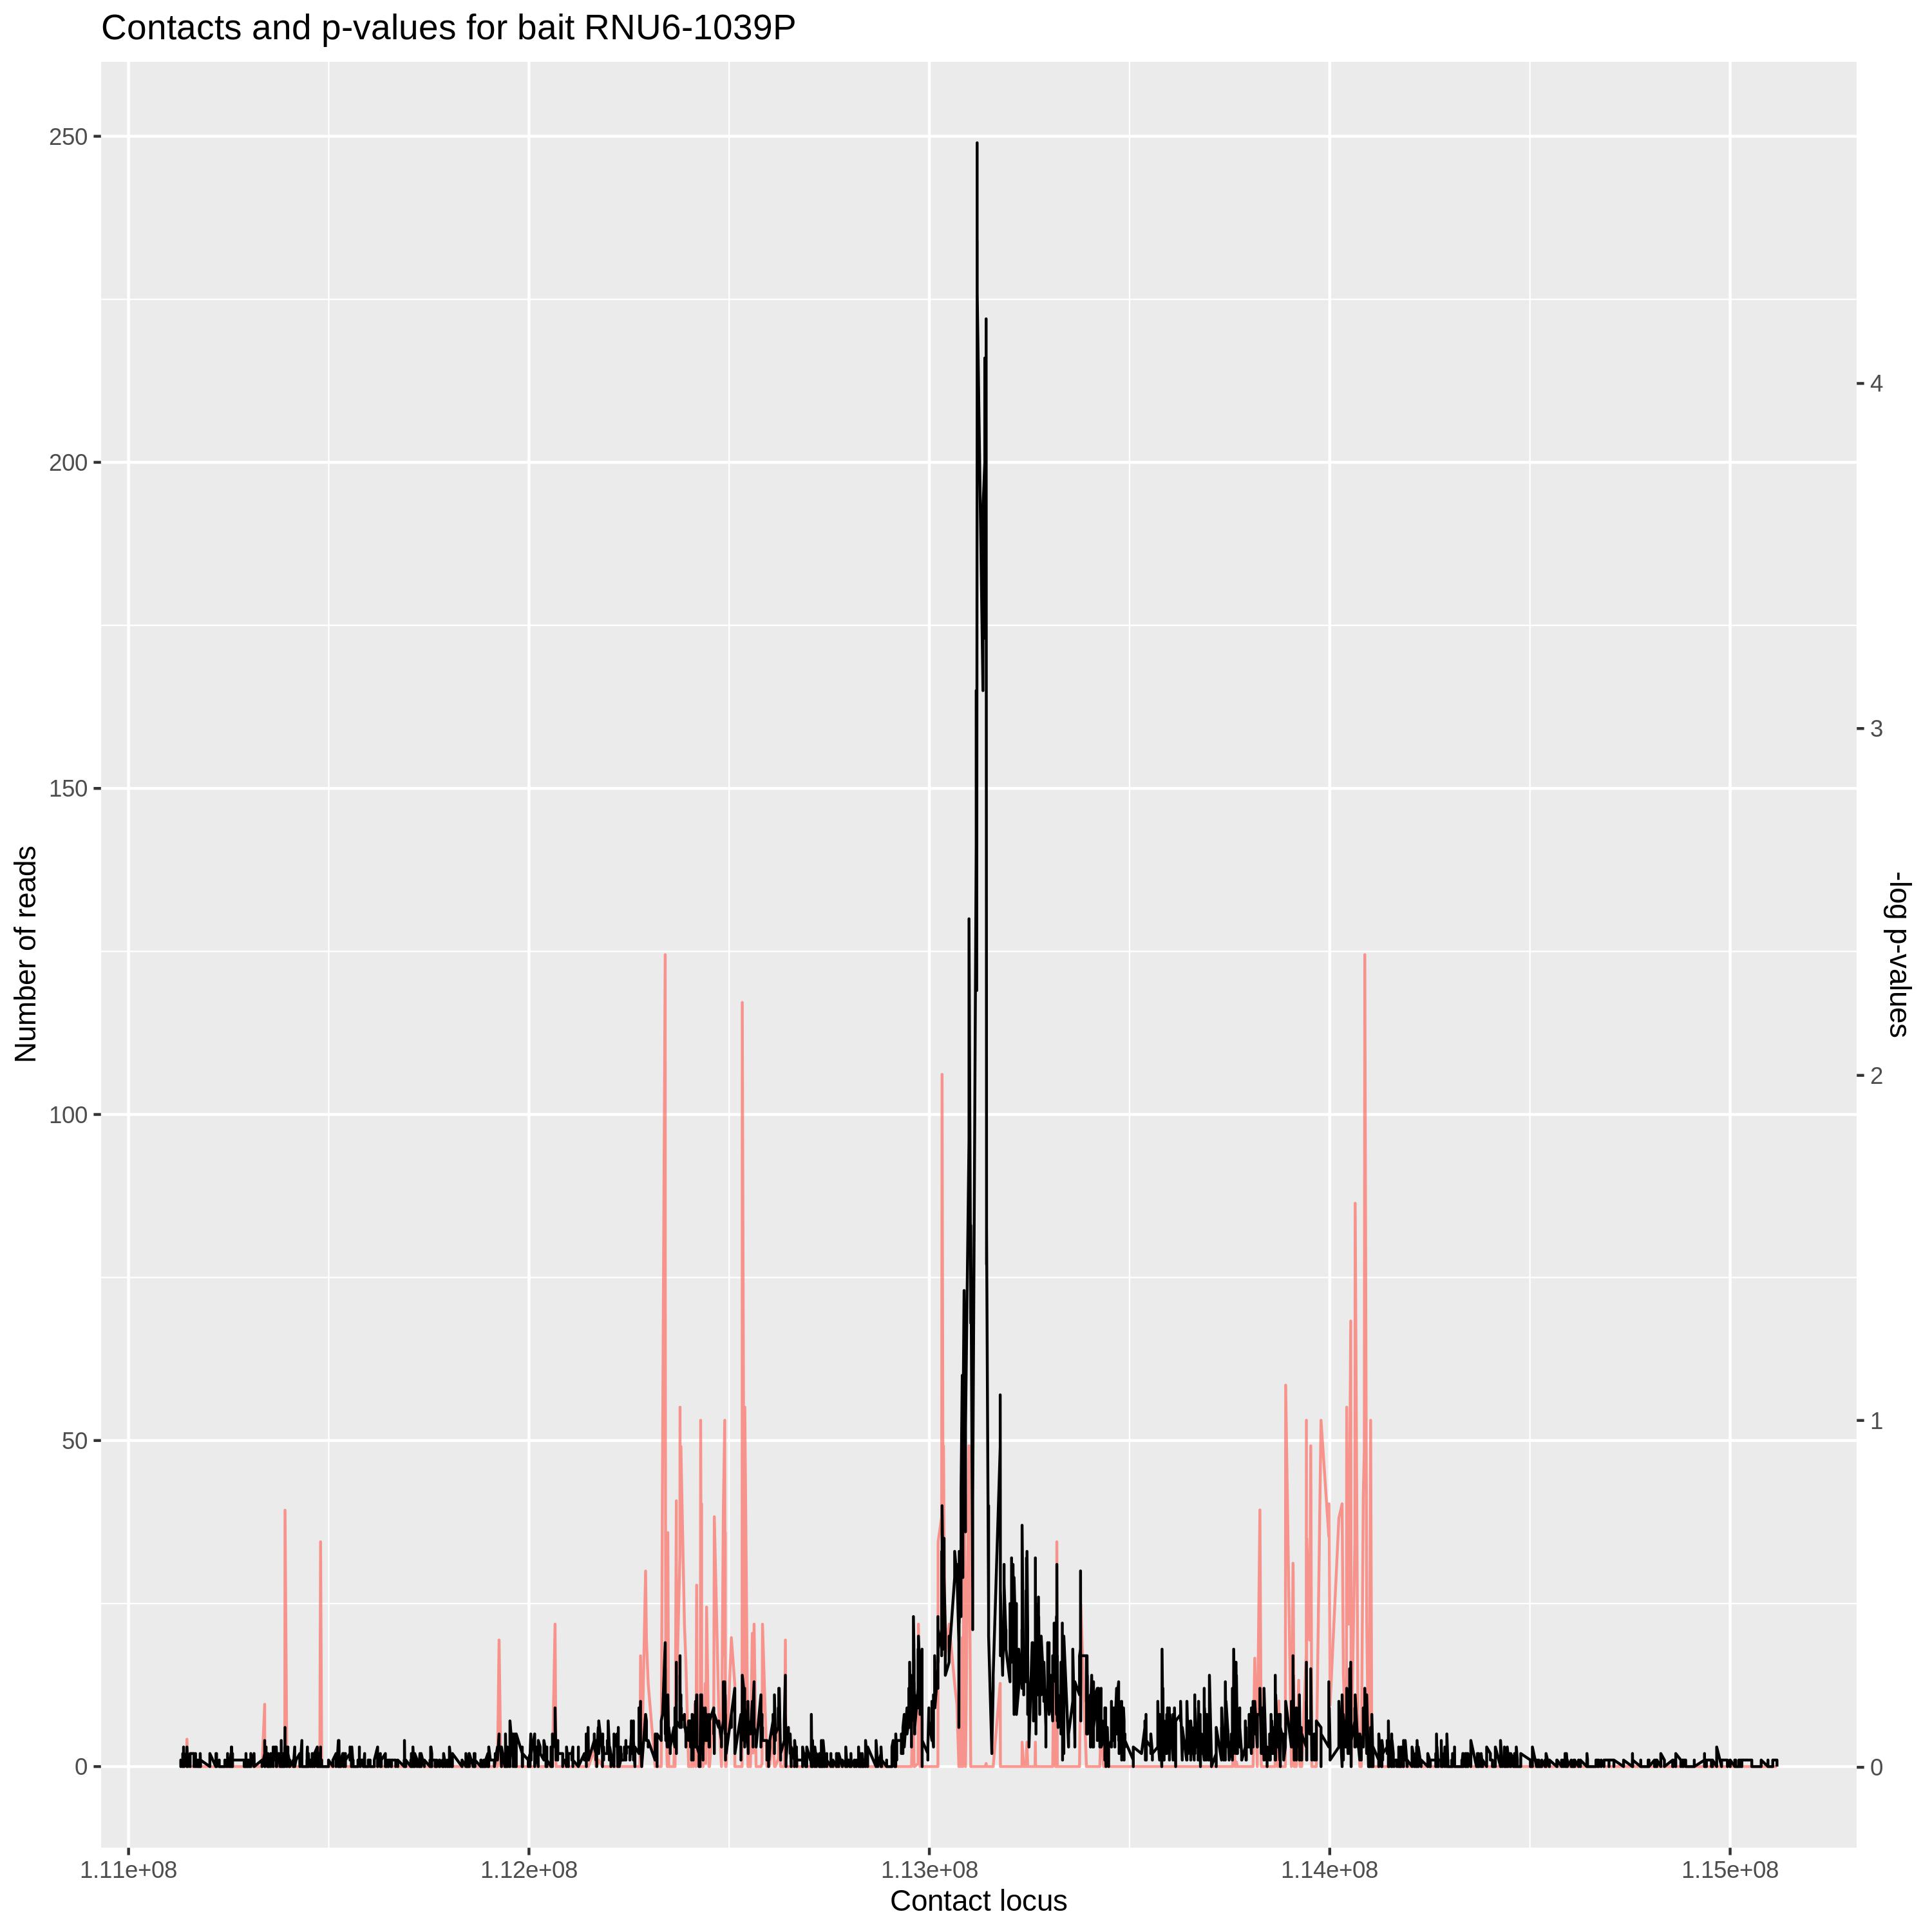 Contacts and p-values for bait RNU6-1039P
250
200
150
100
50
0
Number of reads
4
3
2
1
0
-log p-values
1.11e+08 1.12e+08 1.13e+08 1.14e+08 1.15e+08
Contact locus